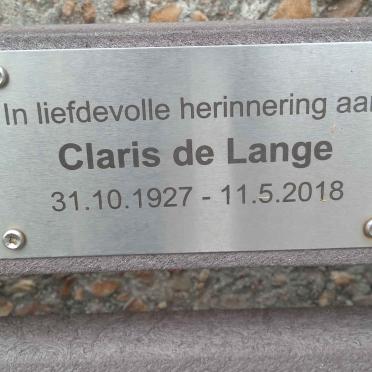 In liefdevolle herinnering aan
Claris de Lange
31.10.1927 - 11.5.2018